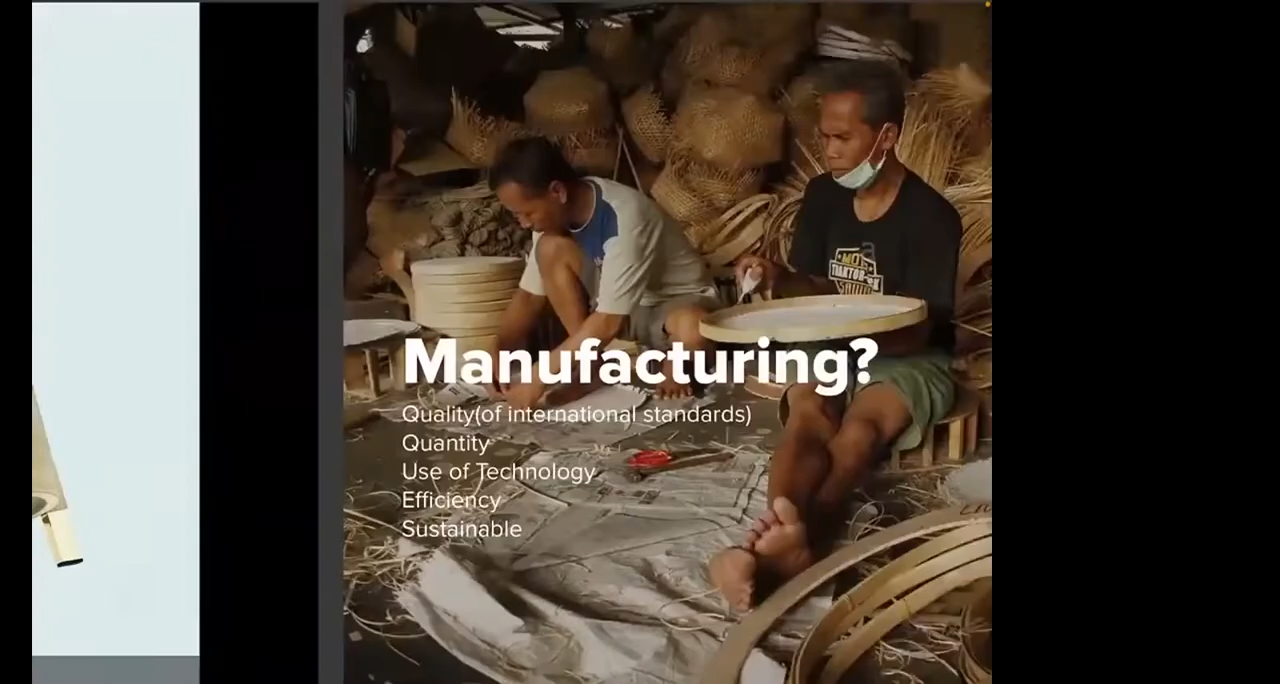 Manufacturing?
Quality(of international standards)
Quantity
Use of Technology
Efficiency
Sustainable